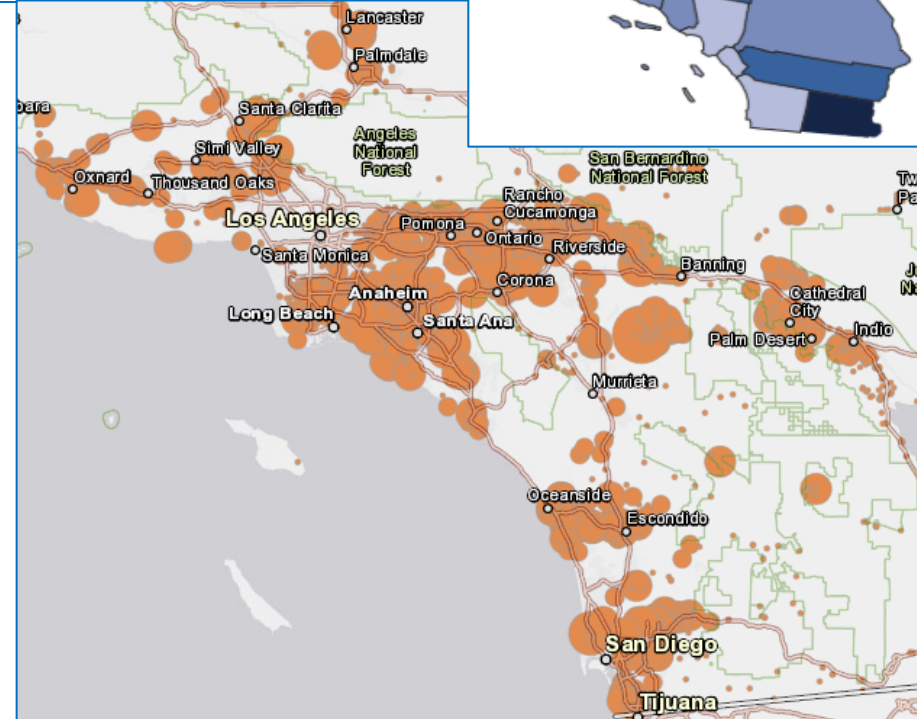 Lancaster
Palmdale
Santa Clarita
Angeles
National
Forest
Simi Valley
Oxnard
Thousand Oaks
Los Angeles
Santa Monica
San Bernardino
National Forest
Rancho
Cucamonga
Pomona
Ontario
Riverside
Corona
Banning
Anaheim
Long Beach
Santa Ana
Cathedral
City
Palm Desert
Indio
Murrieta
Oceanside
Escondido
San Diego
Tijuana